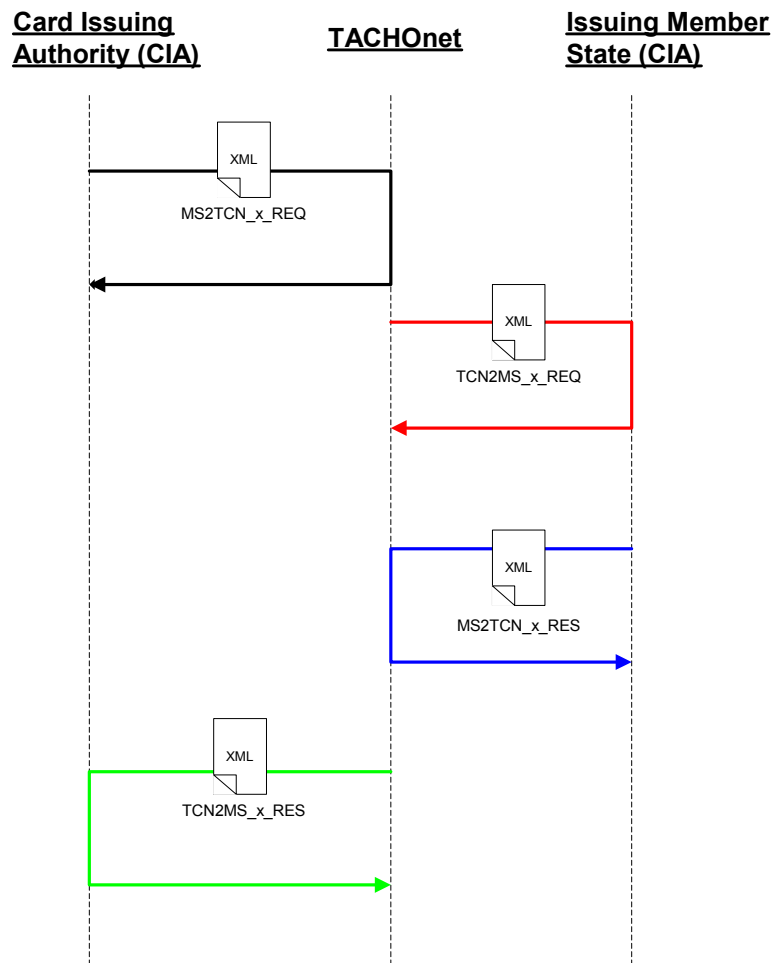 Card Issuing
Authority (CIA)
TACHOnet
Issuing Member
State (CIA)
XML
MS2TCN_x_REQ
XML
TCN2MS_x_REQ
XML
MS2TCN_x_RES
XML
TCN2MS_x_RES